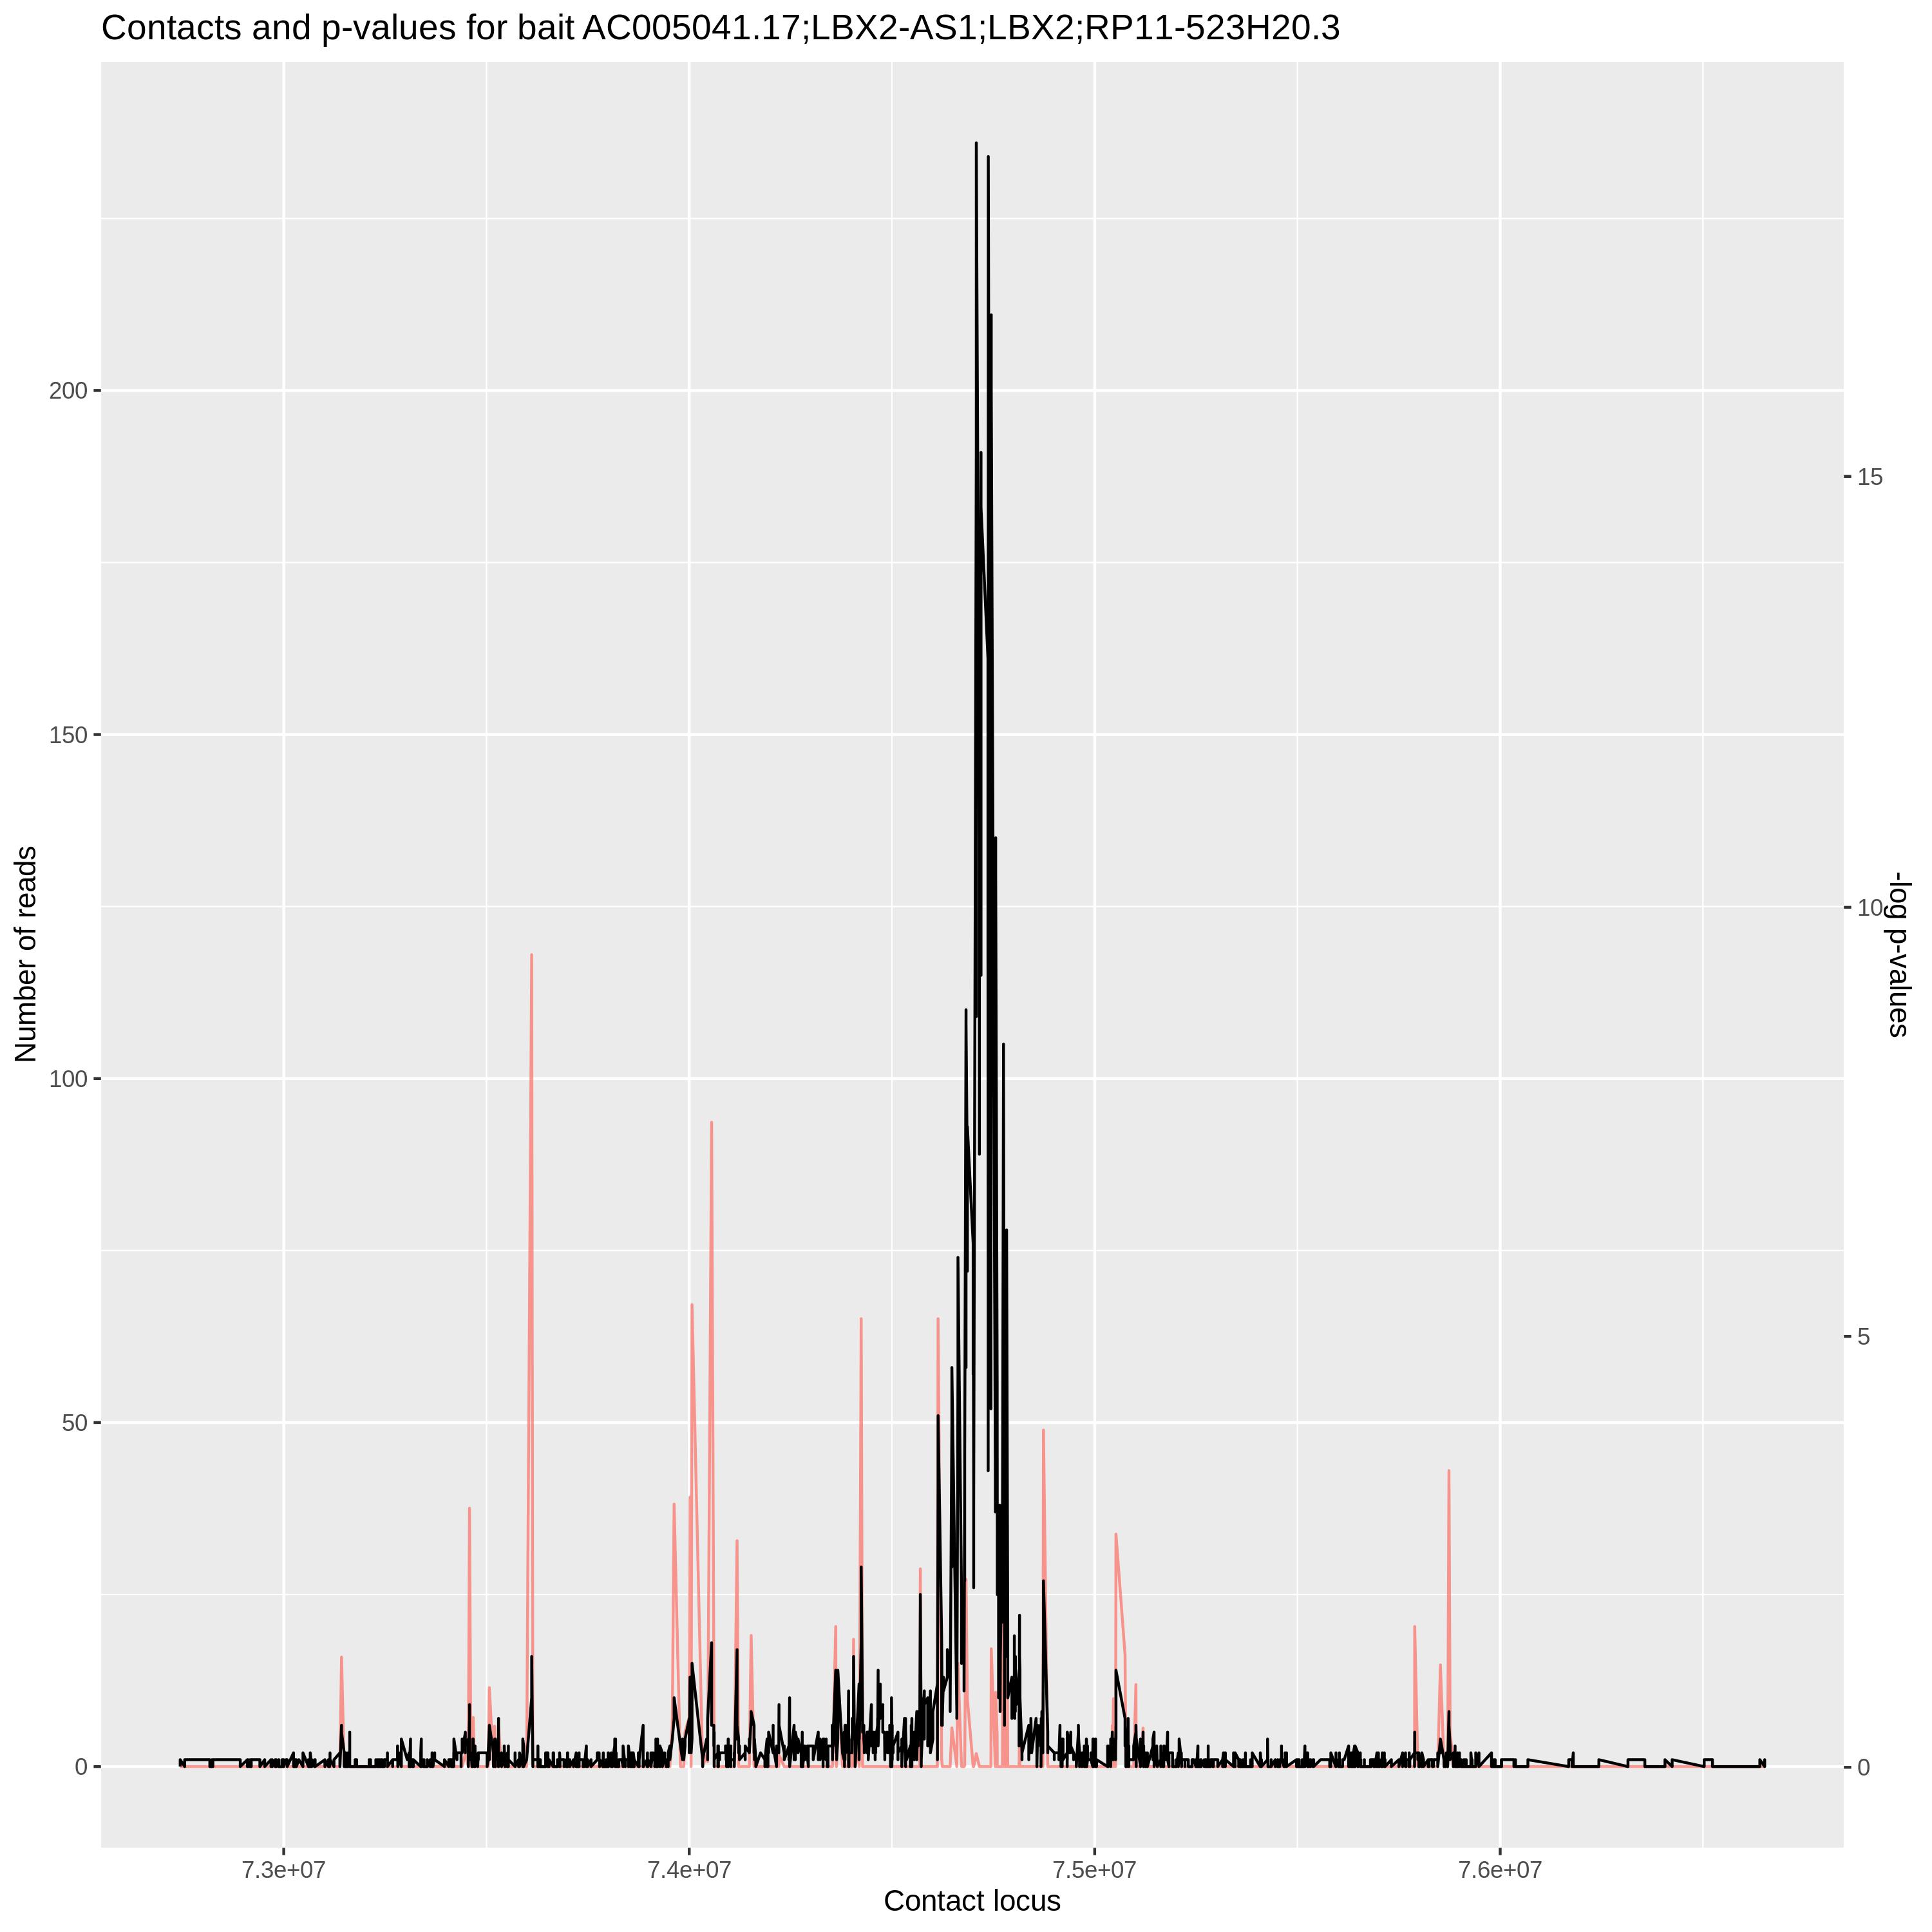 Contacts and p-values for bait AC005041.17;LBX2-AS1;LBX2;RP11-523H20.3
200
150
100
50
0
Number of reads
15
10
5
0
-log p-values
7.3e+07 7.4e+07 7.5e+07 7.6e+07
Contact locus